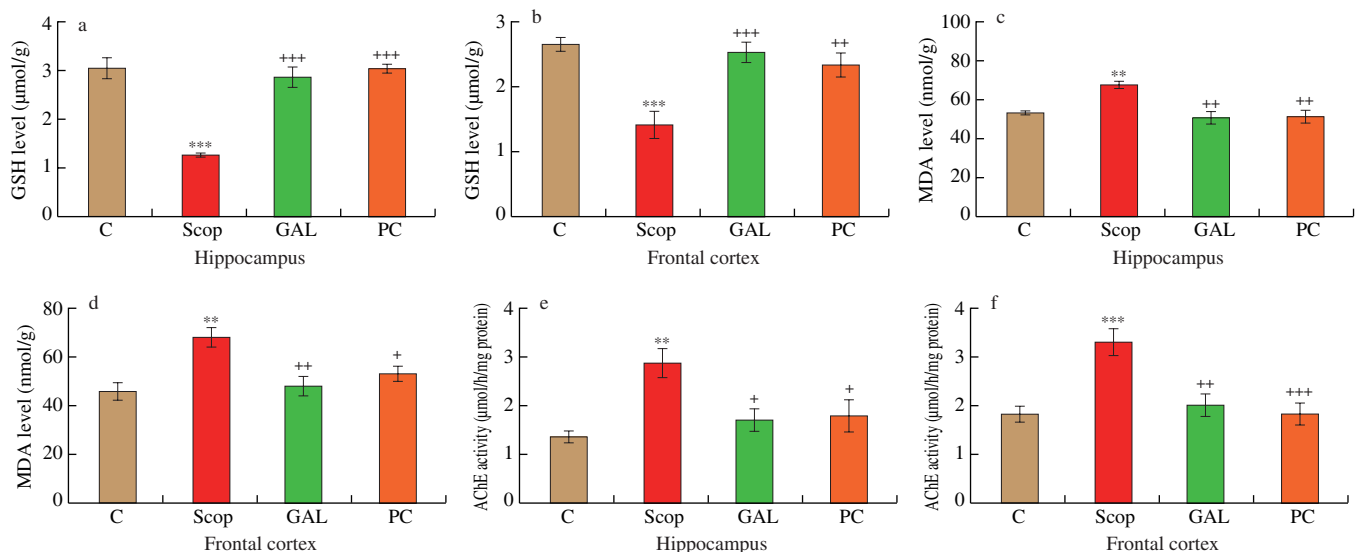 a
GSH level (μmol/g)
4
3
2
1
0
***
+++
+++
C Scop GAL PC
Hippocampus
b
GSH level (μmol/g)
3
2
1
0
***
+++
++
C Scop GAL PC
Frontal cortex
c
MDA level (nmol/g)
100
80
60
40
20
0
**
++
++
C Scop GAL PC
Hippocampus
d
MDA level (nmol/g)
80
60
40
20
0
**
++
+
C Scop GAL PC
Frontal cortex
e
AChE activity (μmol/h/mg protein)
4
3
2
1
0
**
+
+
C Scop GAL PC
Hippocampus
f
AChE activity (μmol/h/mg protein)
4
3
2
1
0
***
++
+++
C Scop GAL PC
Frontal cortex